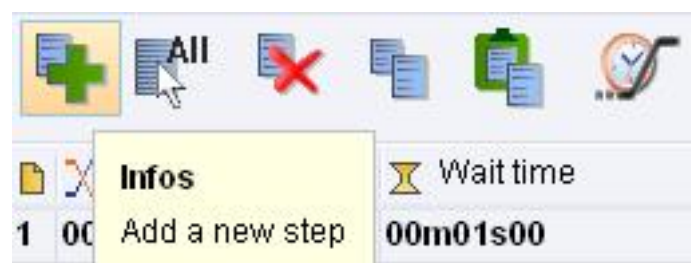 All
Infos
Wait time
Add a new step
1 00 00m01s00